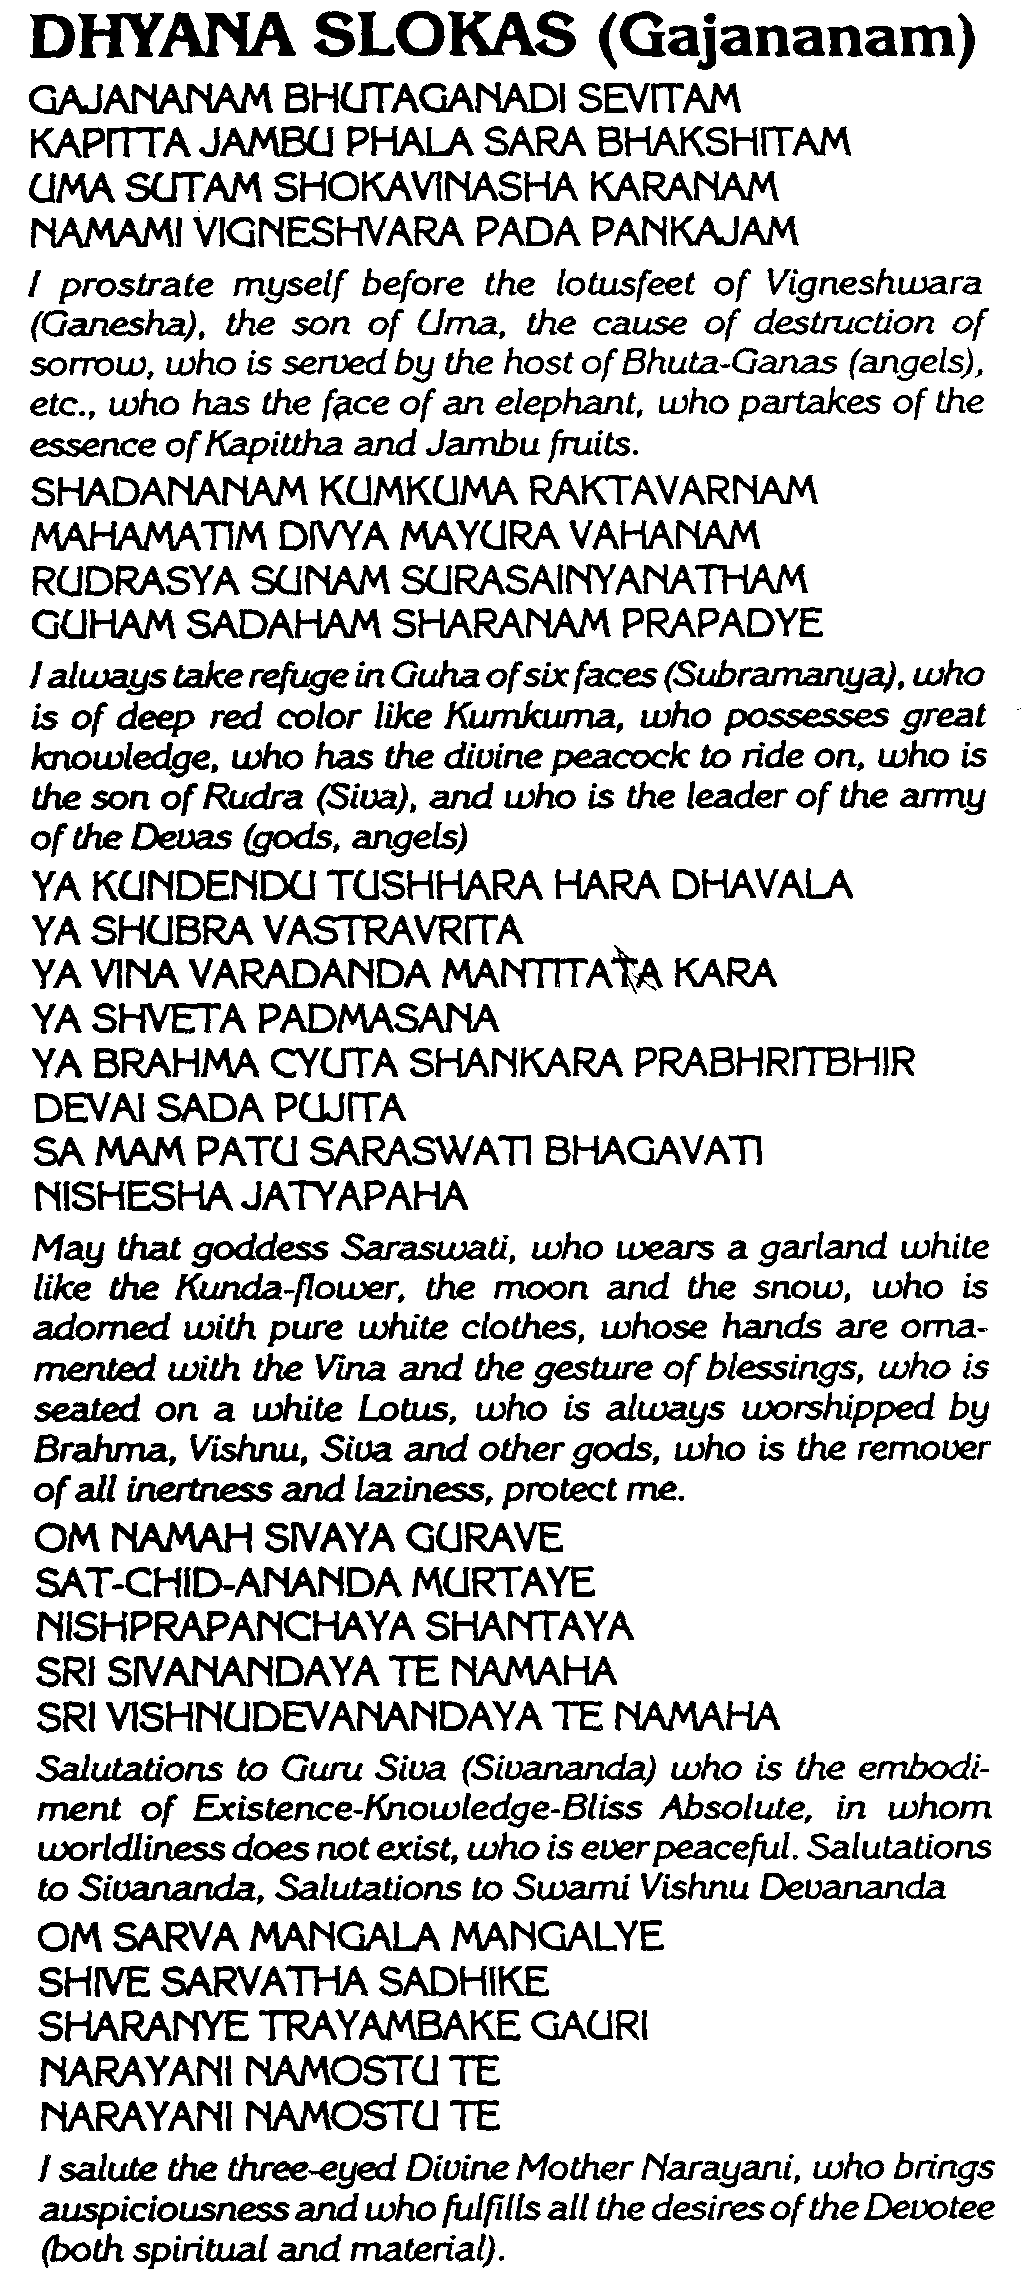 DHYANA SLOKAS (Gajananam)
GAJANANAM BHUTAGANADI SEVITAM
KAPITTA JAMBU PHALA SARA BHAKSHITAM
UMA SUTAM SHOKAVINASHA KARANAM
NAMAMI VIGNESHVARA PADA PANKAJAM
I prostrate myself before the lotusfeet of Vigneshwara
(Ganesha), the son of Uma, the cause of destruction of
sorrow, who is served by the host of Bhuta-Ganas (angels),
etc., who has the face of an elephant, who partakes of the
essence of Kapittha and Jambu fruits.
SHADANANAM KUMKUMA RAKTAVARNAM
MAHAMATIM DIVYA MAYURA VAHANAM
RUDRASYA SUNAM SURASAINYANATHAM
GUHAM SADAHAM SHARANAM PRAPADYE
I always take refuge in Guha of six faces (Subramanya), who
is of deep red color like Kumkuma, who possesses great
knowledge, who has the divine peacock to ride on, who is
the son of Rudra (Siva), and who is the leader of the army
of the Devas (gods, angels)
YA KUNDENDU TUSHHARA HARA DHAVALA
YA SHUBRA VASTRAVRITA
YA VINA VARADANDA MANTITATA KARA
YA SHVETA PADMASANA
YA BRAHMA CYUTA SHANKARA PRABHRITBHIR
DEVAI SADA PUJITA
SA MAM PATU SARASWATI BHAGAVATI
NISHESHA JATYAPAHA
May that goddess Saraswati, who wears a garland white
like the Kunda-flower, the moon and the snow, who is
adorned with pure white clothes, whose hands are orna-
mented with the Vina and the gesture of blessings, who is
seated on a white Lotus, who is always worshipped by
Brahma, Vishnu, Siva and other gods, who is the remover
of all inertness and laziness, protect me.
OM NAMAH SIVAYA GURAVE
SAT-CHID-ANANDA MURTAYE
NISHPRAPANCHAYA SHANTAYA
SRI SIVANANDAYA TE NAMAHA
SRI VISHNUDEVANANDAYA TE NAMAHA
Salutations to Guru Siva (Sivananda) who is the embodi-
ment of Existence-Knowledge-Bliss Absolute, in whom
worldliness does not exist, who is ever peaceful. Salutations
to Sivananda, Salutations to Swami Vishnu Devananda
OM SARVA MANGALA MANGALYE
SHIVE SARVATHA SADHIKE
SHARANYE TRAYAMBAKE GAURI
NARAYANI NAMOSTU TE
NARAYANI NAMOSTU TE
I salute the three-eyed Divine Mother Narayani, who brings
auspiciousness and who fulfills all the desires of the Devotee
(both spiritual and material).